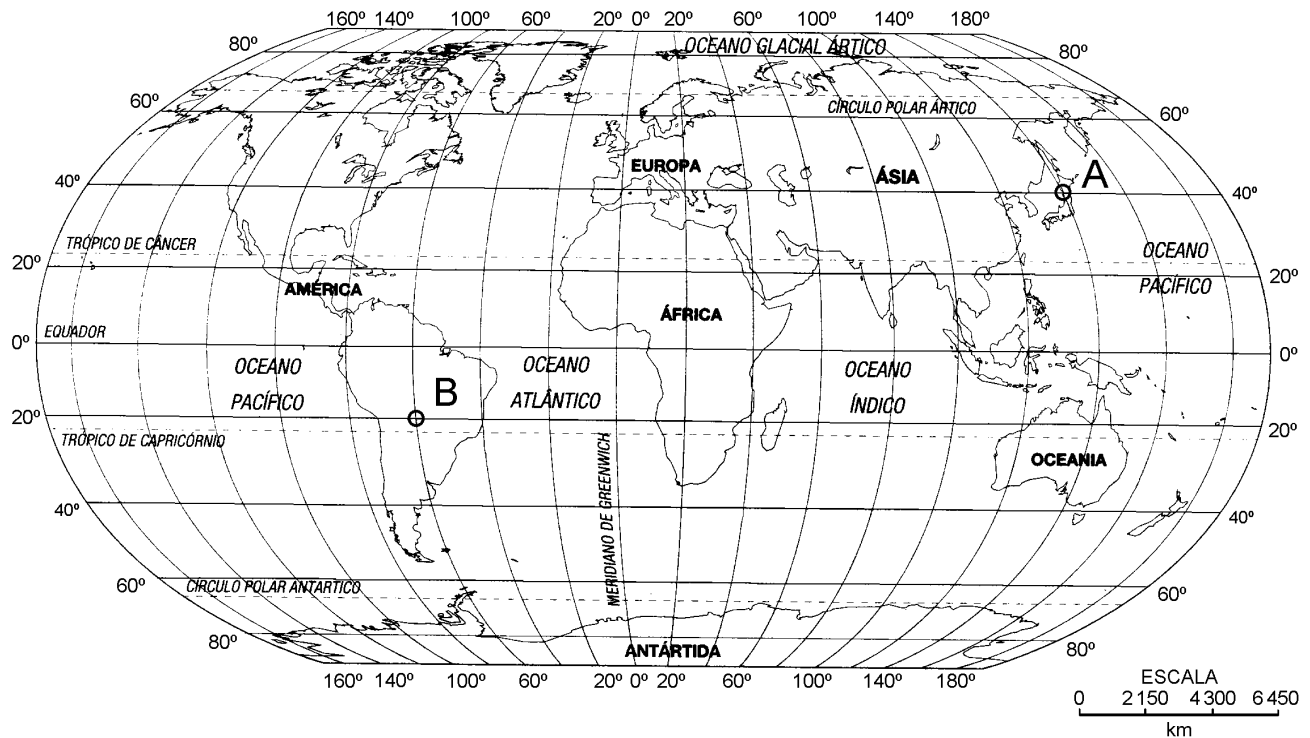 160º 140º 100º 60º 20º 0º 20º 60º 100º 140º 180º
80º OCEANO GLACIAL ÁRTICO 80º
60º CÍRCULO POLAR ÁRTICO 60º
EUROPA ÁSIA A
40º 40º
TRÓPICO DE CÂNCER OCEANO
20º 20º
AMÉRICA PACÍFICO
ÁFRICA
EQUADOR
0º 0º
OCEANO OCEANO OCEANO
B
PACÍFICO ATLÂNTICO ÍNDICO
20º 20º
TRÓPICO DE CAPRICÓRNIO
OCEANIA
MERIDIANO DE GREENWICH
40º 40º
60º CÍRCULO POLAR ANTÁRTICO 60º
80º ANTÁRTIDA 80º
160º 140º 100º 60º 20º 0º 20º 60º 100º 140º 180º
ESCALA
0 2 150 4 300 6 450
km